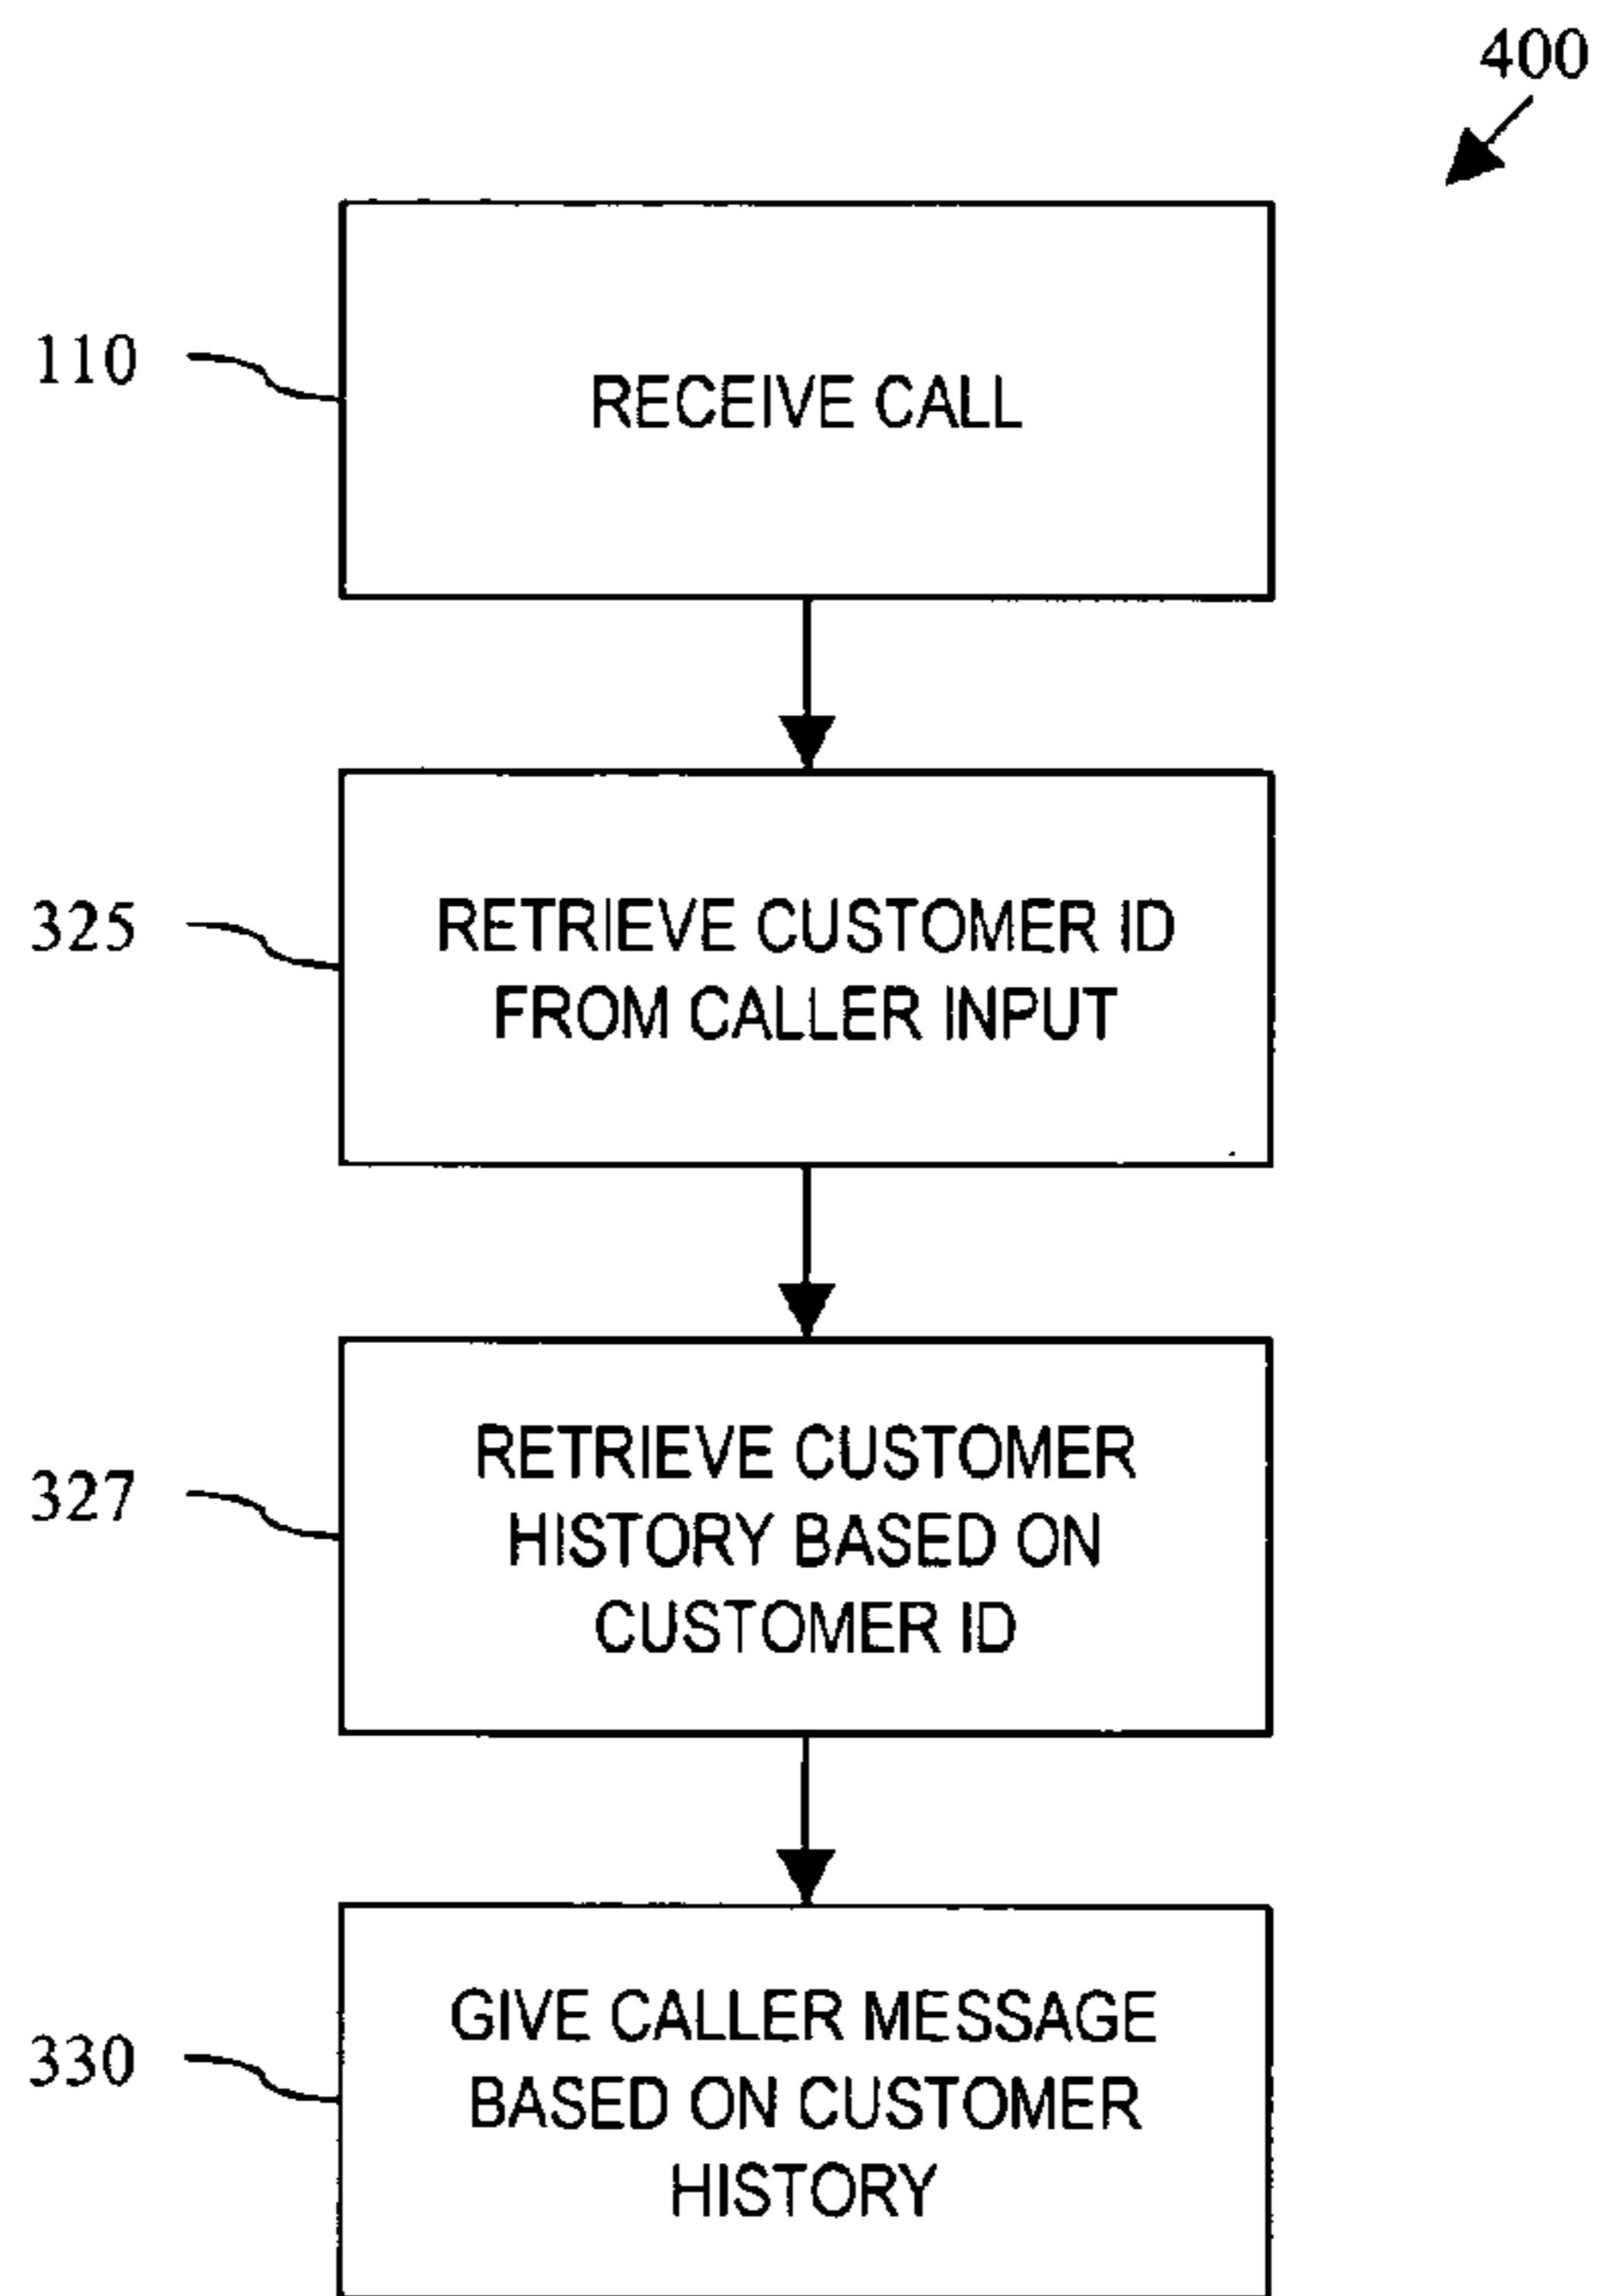 400
110
RECEIVE CALL
325
RETRIEVE CUSTOMER ID
FROM CALLER INPUT
327
RETRIEVE CUSTOMER
HISTORY BASED ON
CUSTOMER ID
330
GIVE CALLER MESSAGE
BASED ON CUSTOMER
HISTORY